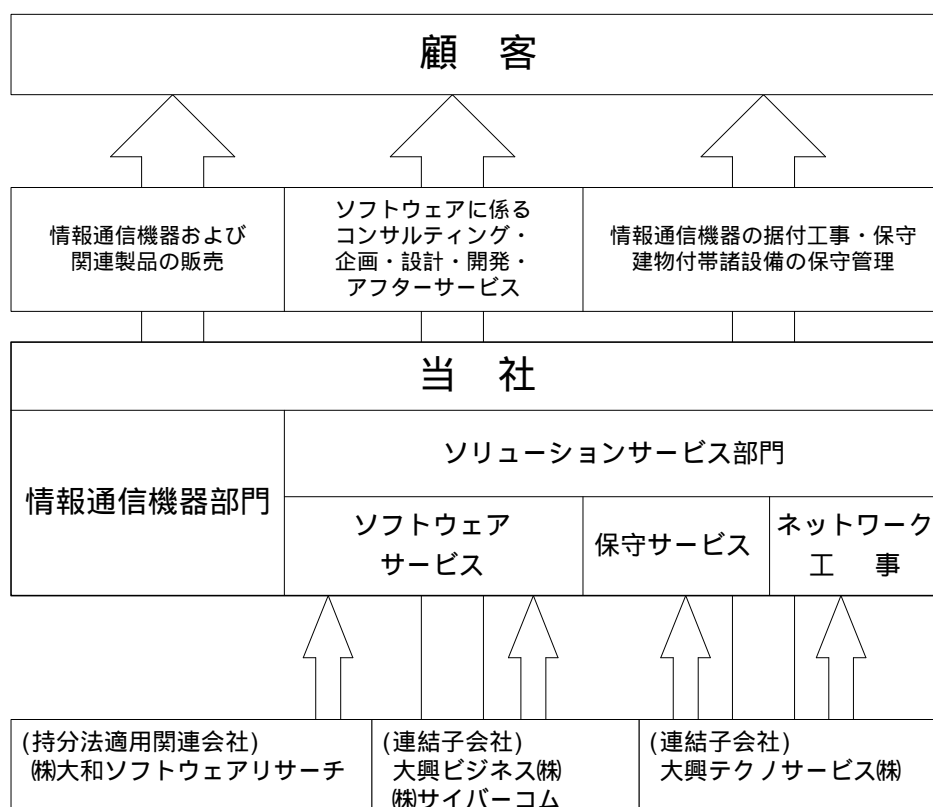 顧 客
情報通信機器および
関連製品の販売
ソフトウェアに係る
コンサルティング・
企画・設計・開発・
アフターサービス
情報通信機器の据付工事・保守
建物付帯諸設備の保守管理
当 社
情報通信機器部門
ソリューションサービス部門
ソフトウェア
サービス
保守サービス
ネットワーク
工 事
(持分法適用関連会社)
㈱大和ソフトウェアリサーチ
(連結子会社)
大興ビジネス㈱
㈱サイバーコム
(連結子会社)
大興テクノサービス㈱